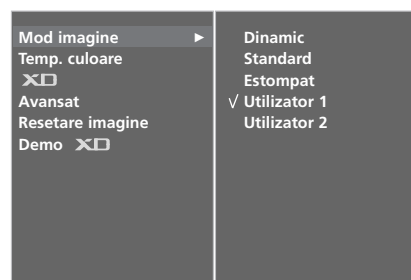 Mod imagine ►
Temp. culoare
XD
Avansat
Resetare imagine
Demo XD
Dinamic
Standard
Estompat
√ Utilizator 1
Utilizator 2